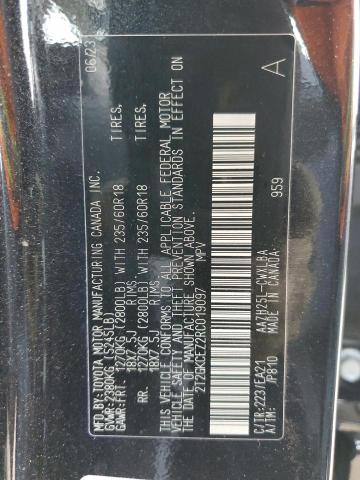 MFD.BY:TOYOTA MOTOR MANUFACTURING CANADA INC. 06/23
GVWR:2380KG (5245LB)
GAWR:FRT. 1270KG (2800LB) WITH 235/60R18 TIRES.
18X7.5J RIMS
RR. 1270KG (2800LB) WITH 235/60R18 TIRES.
18X7.5J RIMS
THIS VEHICLE CONFORMS TO ALL APPLICABLE FEDERAL MOTOR
VEHICLE SAFETY AND THEFT PREVENTION STANDARDS IN EFFECT ON
THE DATE OF MANUFACTURE SHOWN ABOVE.
2T2GKCEZ2RC019097 MPV
A
959
C/TR:223/EA21 AAZH25L-CWXLBA
A/TM: /P810 MADE IN CANADA